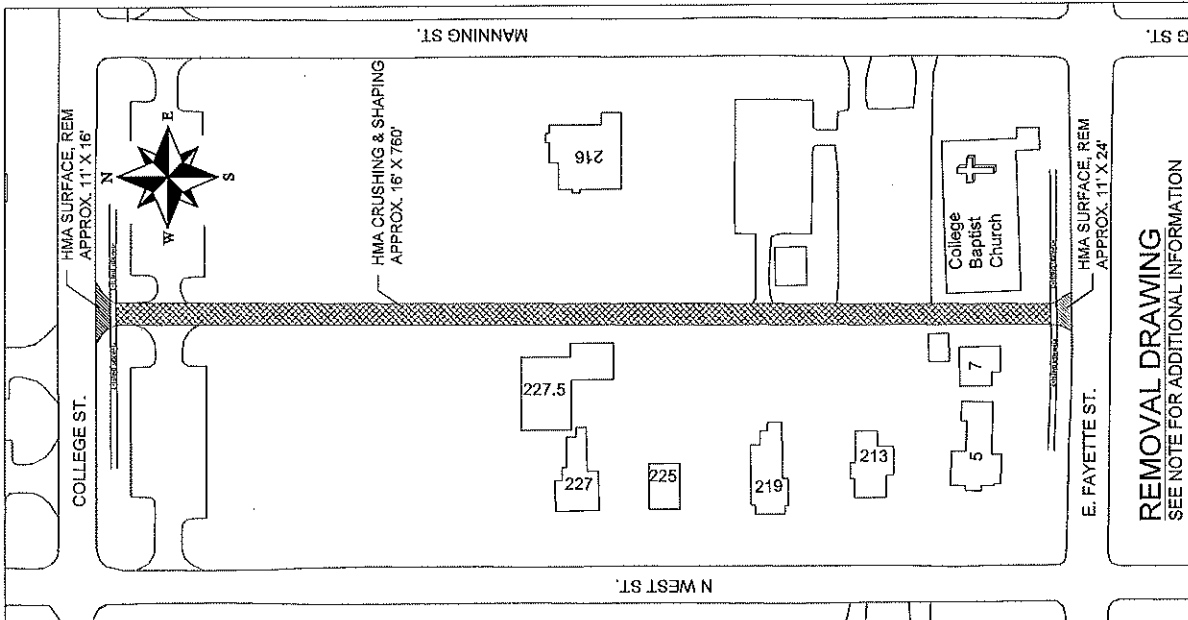 MANNING ST.
G ST.
HMA SURFACE, REM
APPROX. 11' X 16'
N
E
S
W
HMA CRUSHING & SHAPING
APPROX. 16' X 760'
216
College
Baptist
Church
HMA SURFACE, REM
APPROX. 11' X 24'
COLLEGE ST.
227.5
227
225
219
213
7
5
E. FAYETTE ST.
N WEST ST.
REMOVAL DRAWING
SEE NOTE FOR ADDITIONAL INFORMATION